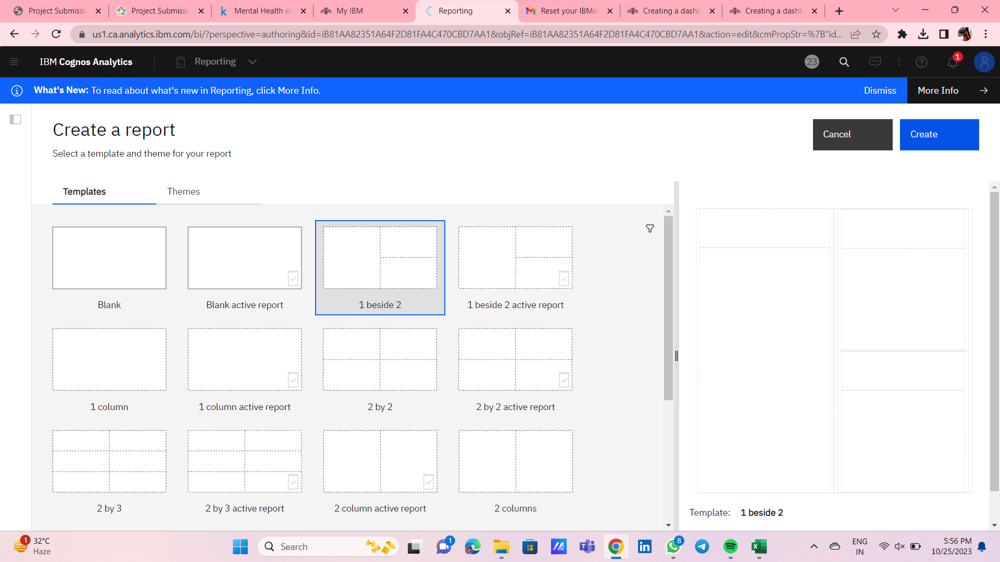 Project Submissi
Project Submissi
Mental Health in
My IBM
Reporting
Reset your IBMid
Creating a dashb
Creating a dashb
us1.ca.analytics.ibm.com/bi/?perspective=authoring&id=iB81AA82351A64F2D81FA4C470CBD7AA1&objRef=iB81AA82351A64F2D81FA4C470CBD7AA1&action=edit&cmPropStr=%7B"id...
IBM Cognos Analytics
Reporting
23
1
What's New: To read about what's new in Reporting, click More Info.
Dismiss
More Info
Create a report
Select a template and theme for your report
Cancel
Create
Templates
Themes
Blank
Blank active report
1 beside 2
1 beside 2 active report
1 column
1 column active report
2 by 2
2 by 2 active report
2 by 3
2 by 3 active report
2 column active report
2 columns
Template: 1 beside 2
1
32°C
Haze
Search
1
8
ENG
IN
5:56 PM
10/25/2023